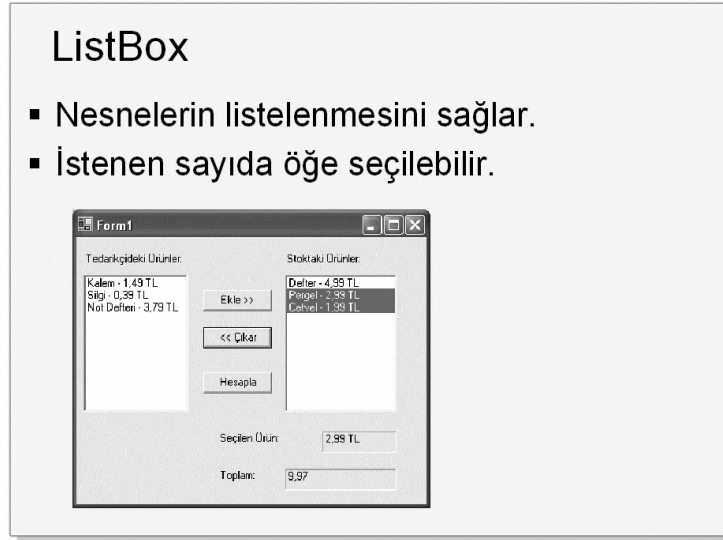 ListBox
▪ Nesnelerin listelenmesini sağlar.
▪ İstenen sayıda öğe seçilebilir.
Form1
Tedarikçideki Ürünler:
Stoktaki Ürünler:
Kalem - 1,49 TL
Silgi - 0,39 TL
Not Defteri - 3,79 TL
Defter - 4,99 TL
Pergel - 2,99 TL
Cetvel - 1,99 TL
Ekle >>
<< Çıkar
Hesapla
Seçilen Ürün:
2,99 TL
Toplam:
9,97